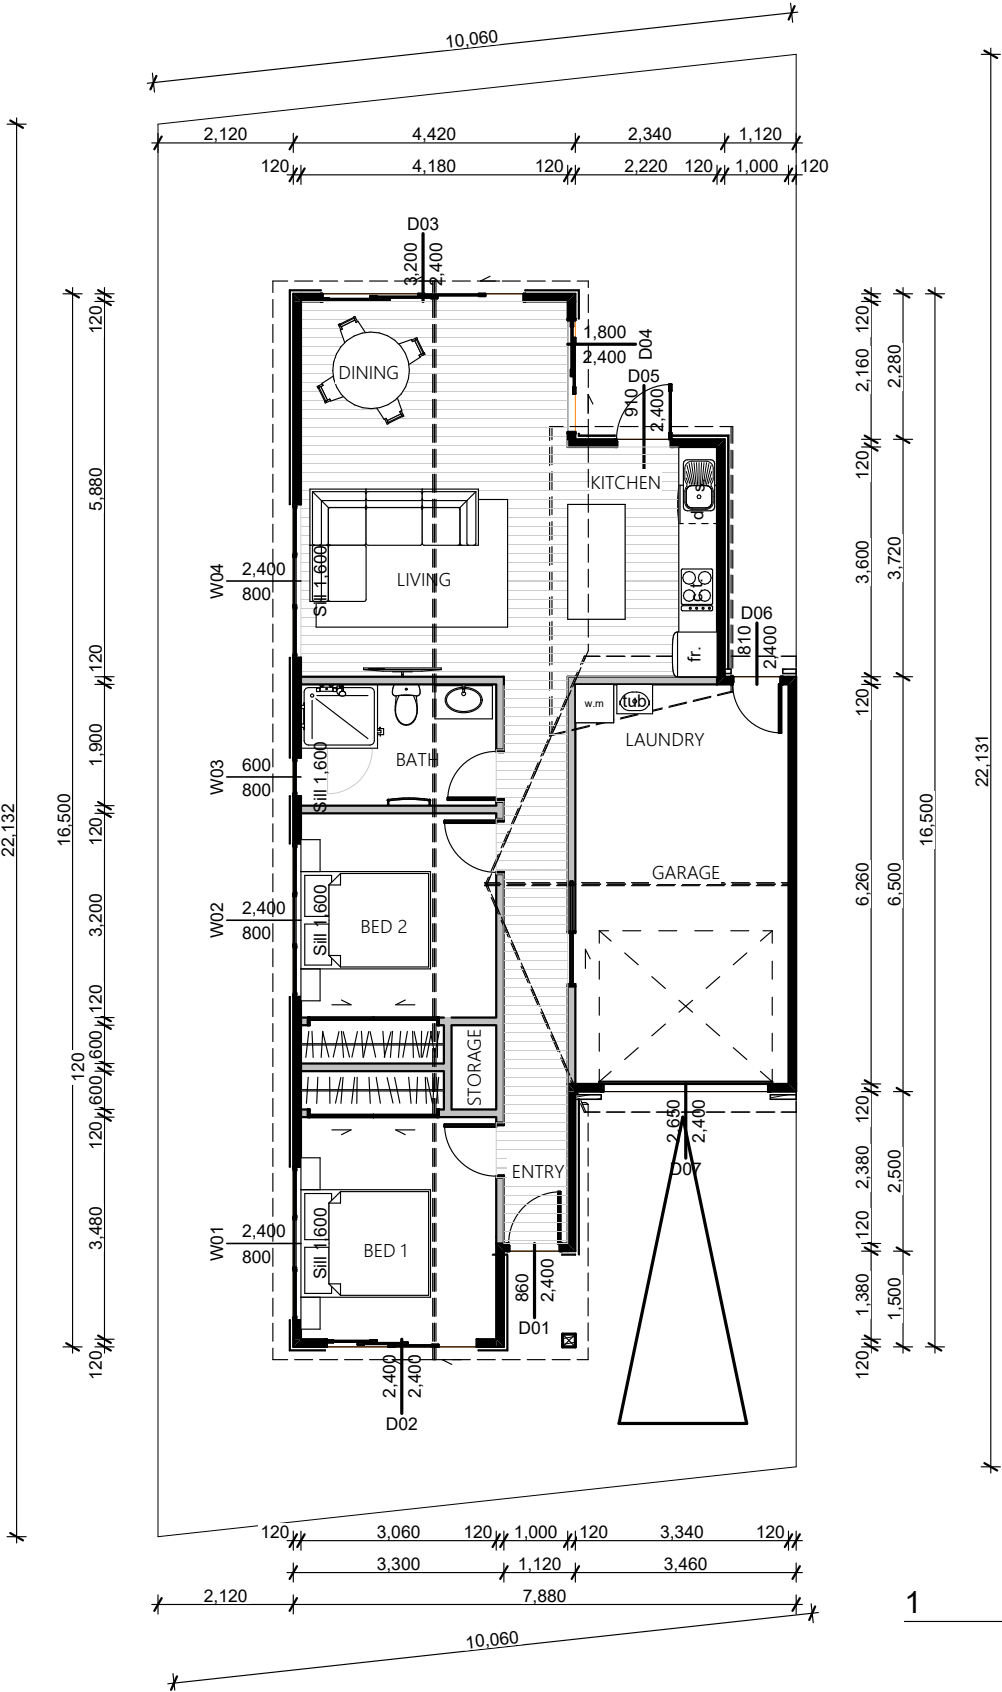 10,060
2,120 4,420 2,340 1,120
120 4,180 120 2,220 120 1,000 120
D03
3,200
2,400
1,800
2,400
D04
D05
910
2,400
DINING
KITCHEN
LIVING
W04 2,400
800
Sill 1,600
D06
810
2,400
fr.
w.m
tub
LAUNDRY
BATH
W03 600
800
Sill 1,600
GARAGE
W02 2,400
800
Sill 1,600
BED 2
STORAGE
2,650
2,400
D07
ENTRY
W01 2,400
800
Sill 1,600
BED 1
860
2,400
D01
2,400
2,400
D02
22,132
16,500
120
5,880
120
1,900
120
3,200
120
600
120
600
120
3,480
120
120
2,160
120
3,600
120
6,260
120
2,380
120
1,380
120
2,280
3,720
6,500
2,500
1,500
16,500
22,131
120 3,060 120 1,000 120 3,340 120
3,300 1,120 3,460
2,120 7,880
10,060
1